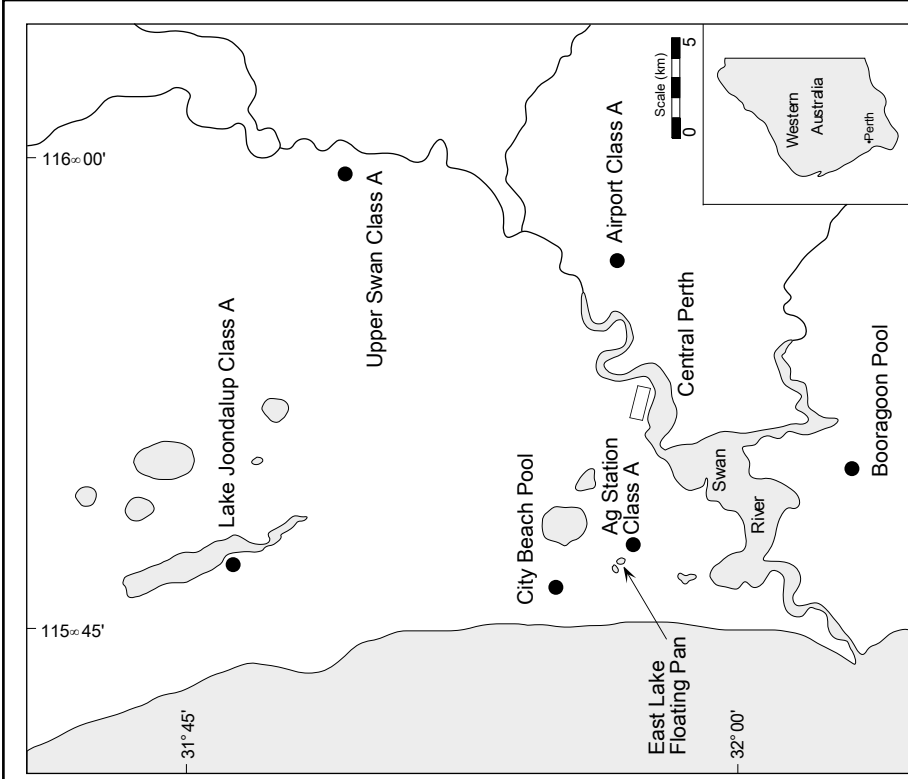 116∞00'
115∞45'
31°45'
32°00'
Lake Joondalup Class A
Upper Swan Class A
City Beach Pool
Ag Station
Class A
Airport Class A
Central Perth
East Lake
Floating Pan
Swan
River
Booragoon Pool
Scale (km)
0
5
Western
Australia
Perth